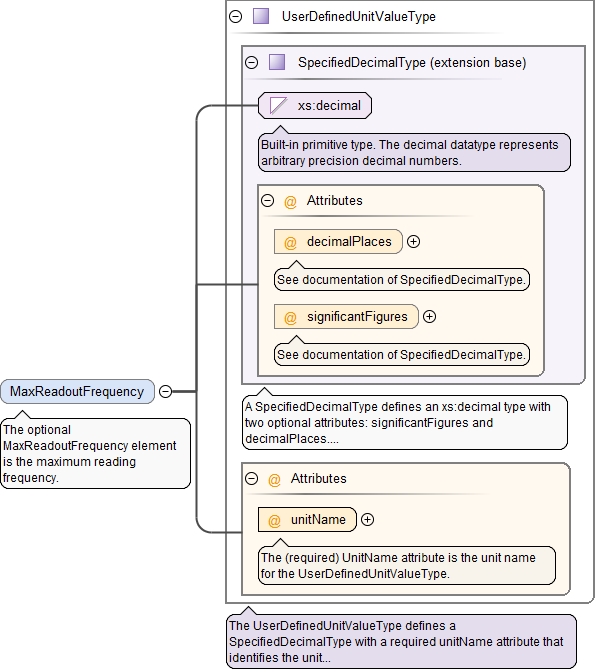 UserDefinedUnitValueType
SpecifiedDecimalType (extension base)
xs:decimal
Built-in primitive type. The decimal datatype represents
arbitrary precision decimal numbers.
@ Attributes
@ decimalPlaces
See documentation of SpecifiedDecimalType.
@ significantFigures
See documentation of SpecifiedDecimalType.
MaxReadoutFrequency
The optional
MaxReadoutFrequency element
is the maximum reading
frequency.
A SpecifiedDecimalType defines an xs:decimal type with
two optional attributes: significantFigures and
decimalPlaces....
@ Attributes
@ unitName
The (required) UnitName attribute is the unit name
for the UserDefinedUnitValueType.
The UserDefinedUnitValueType defines a
SpecifiedDecimalType with a required unitName attribute that
identifies the unit...